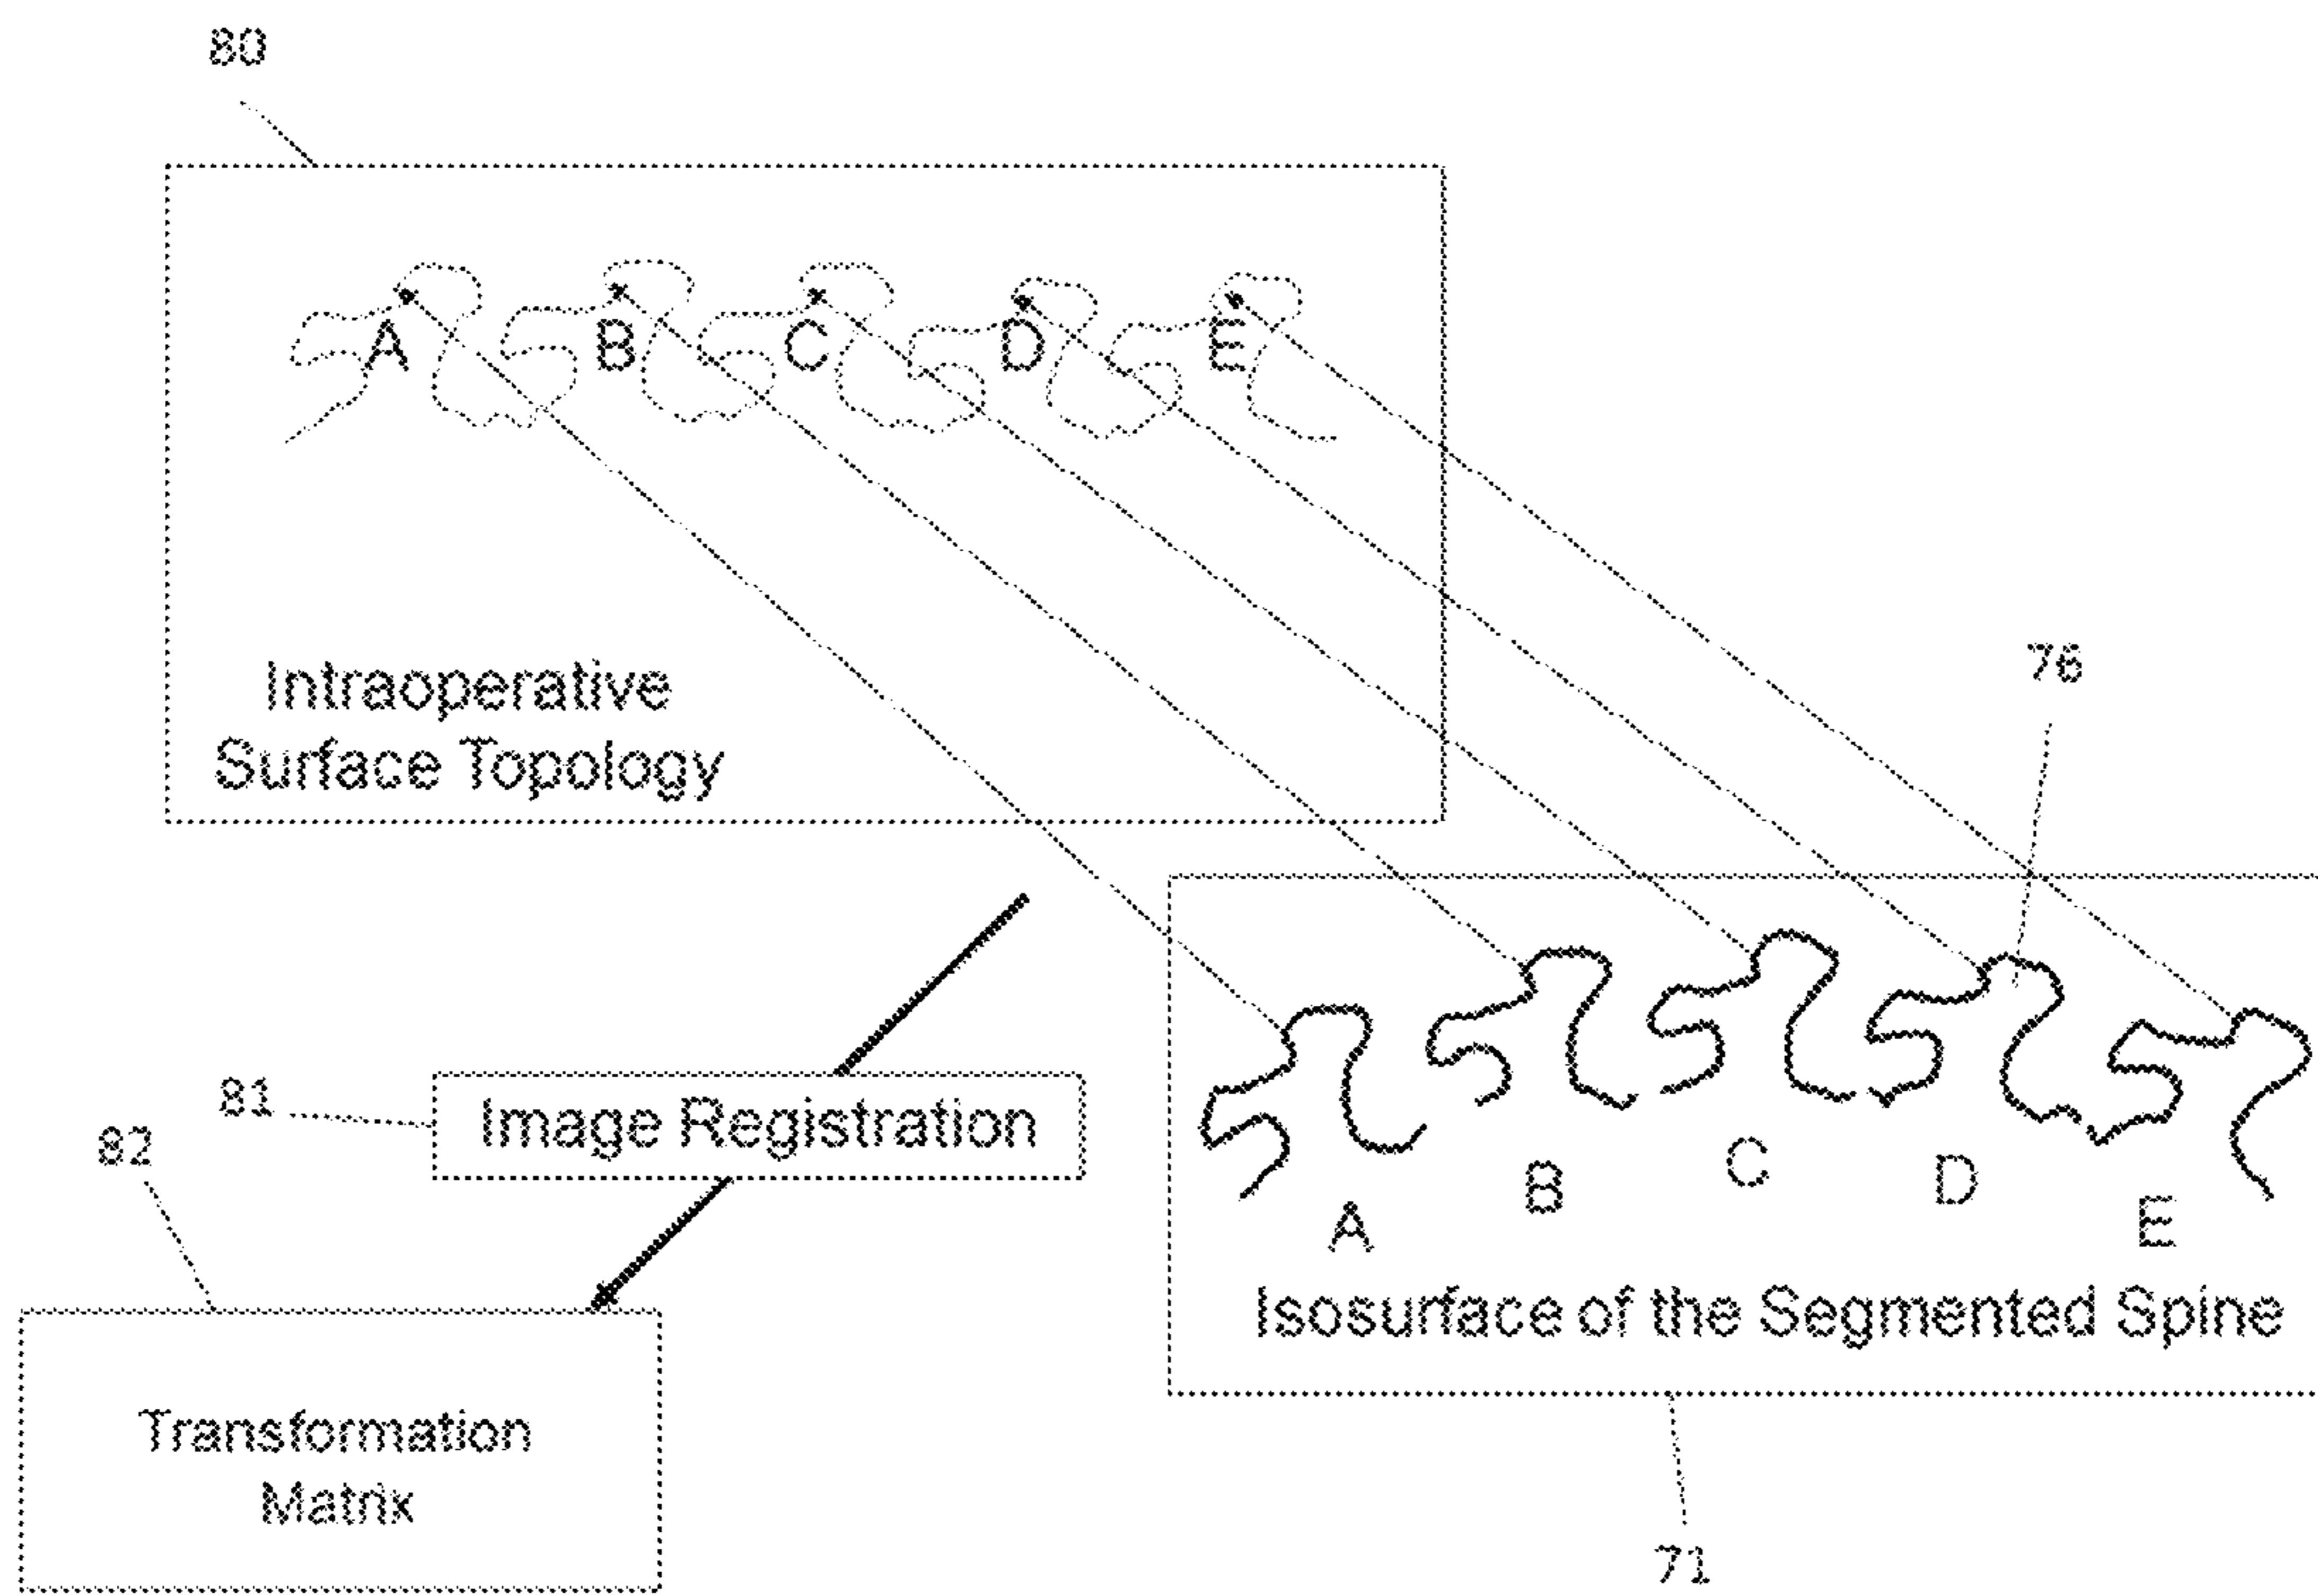 80
A B C D E
Intraoperative
Surface Topology
76
81
Image Registration
82
A B C D E
Isosurface of the Segmented Spine
Transformation
Matrix
71